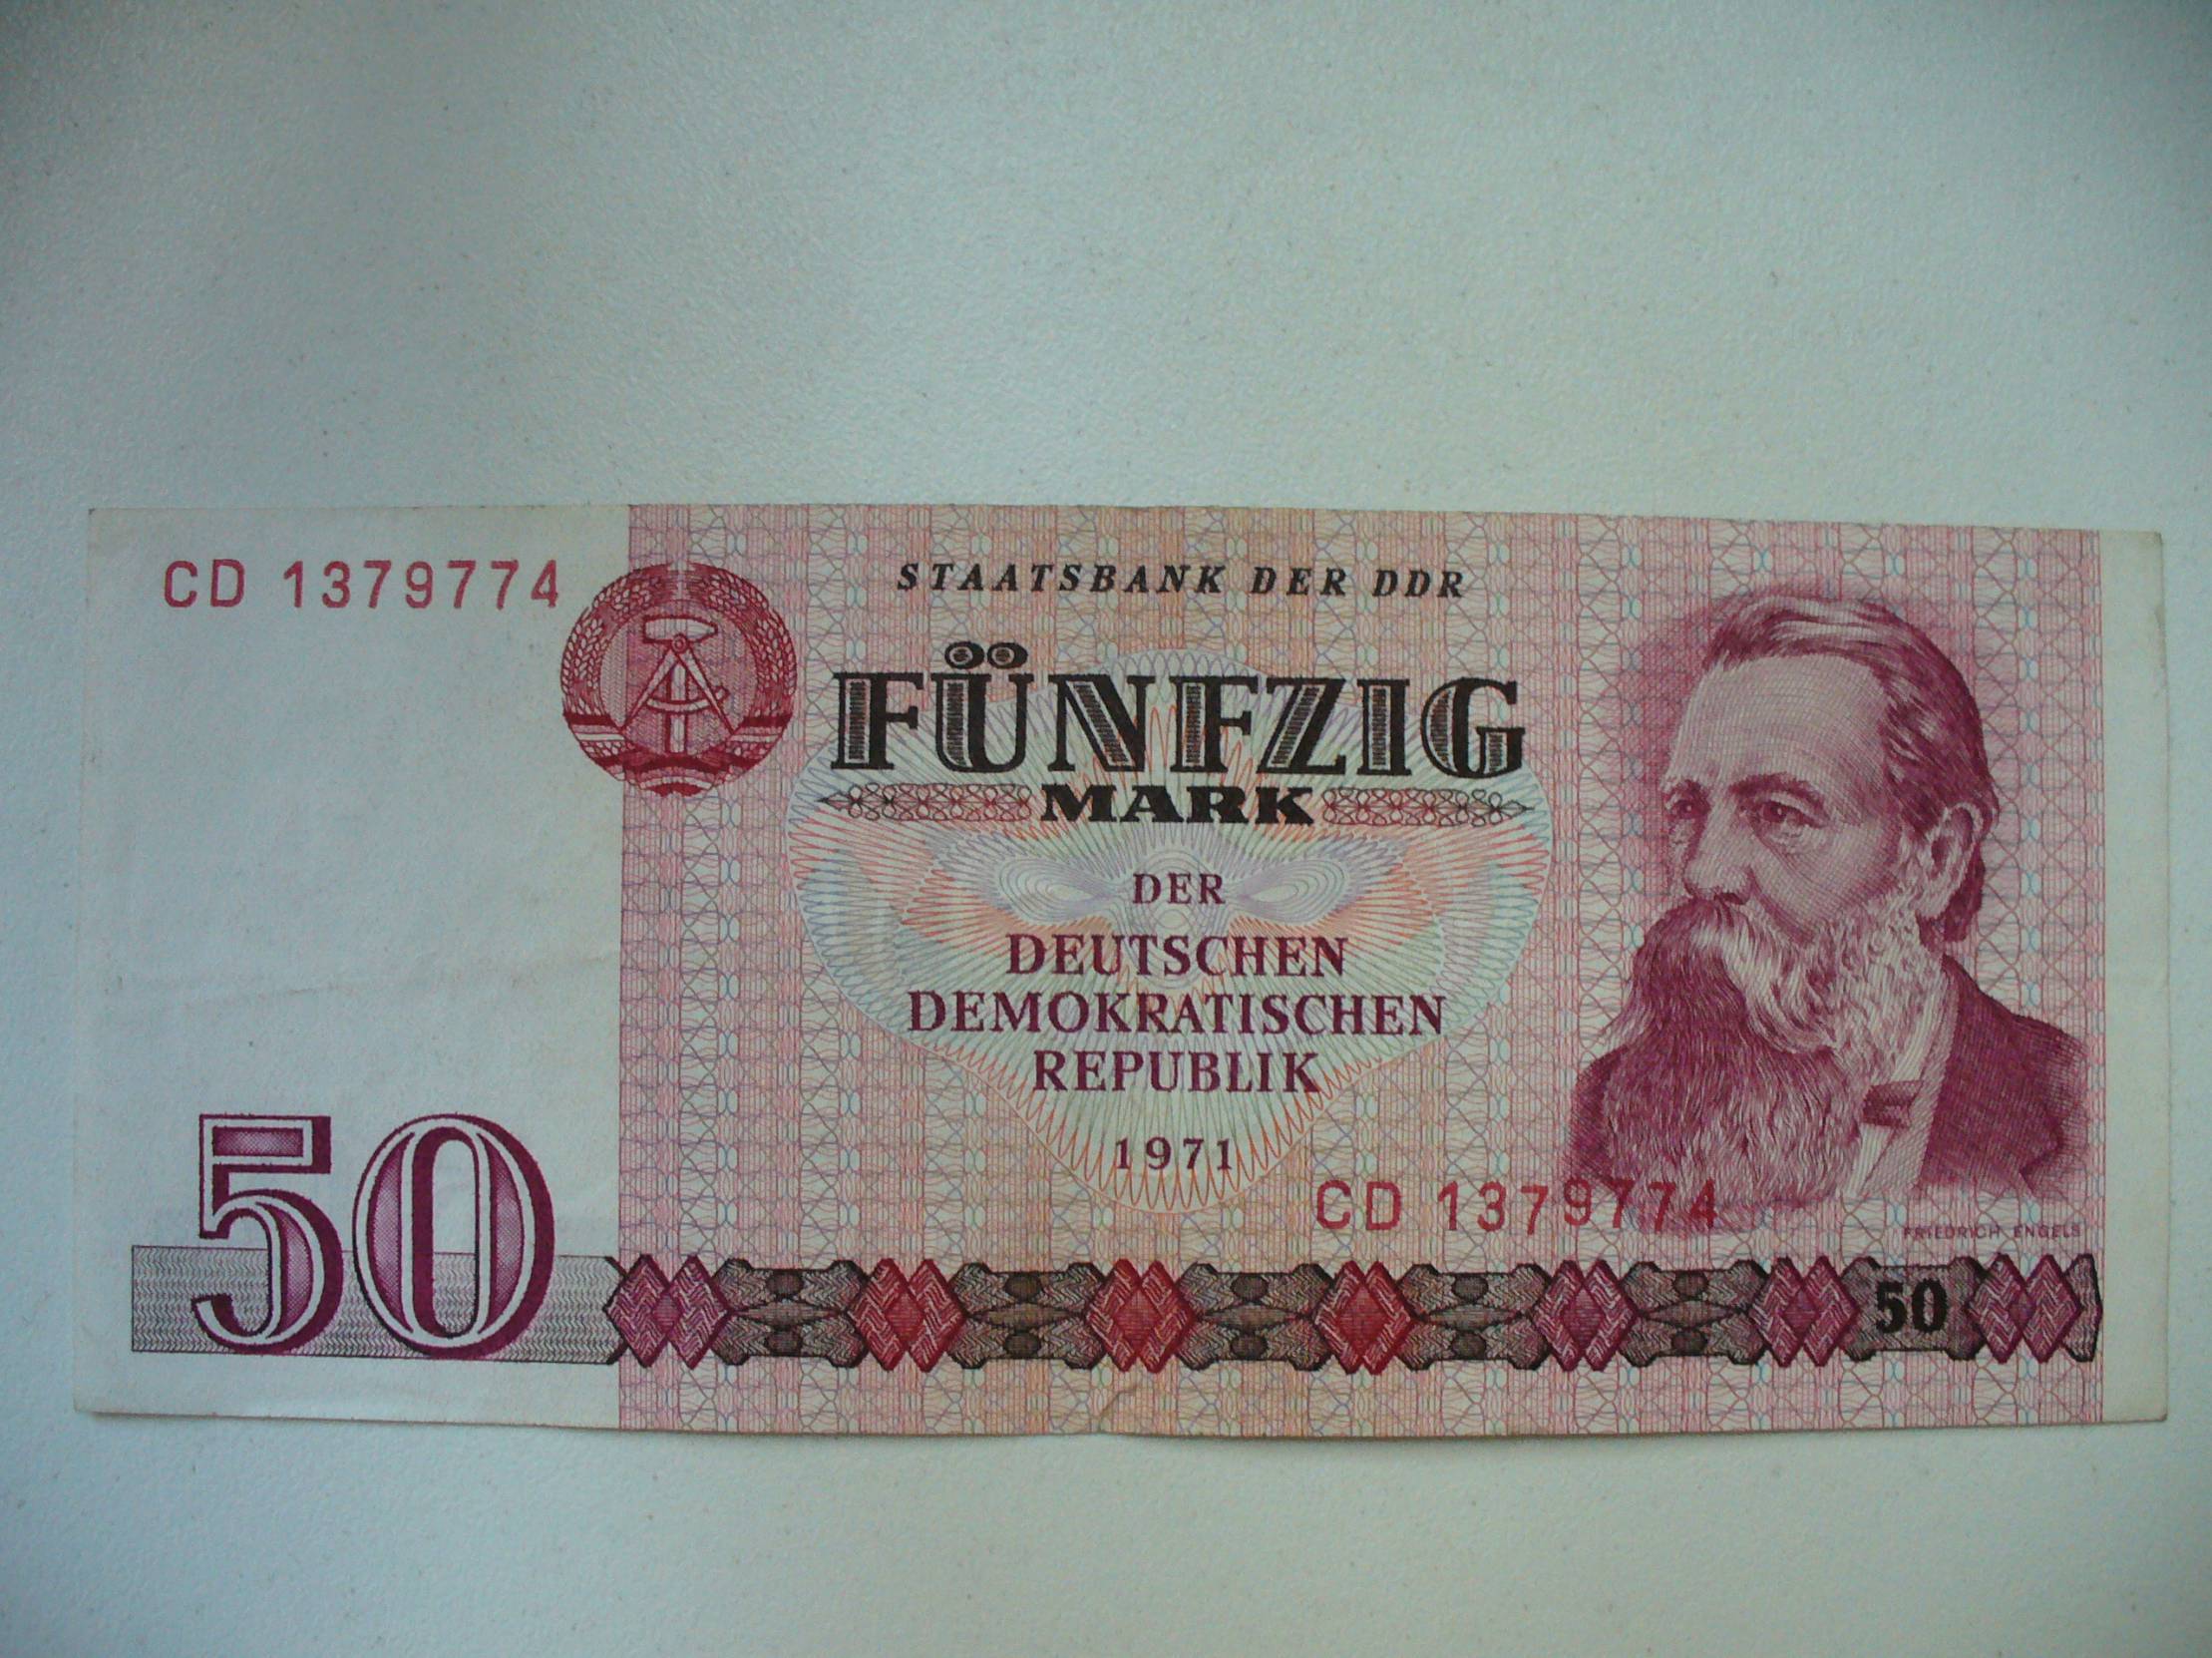 CD 1379774
STAATSBANK DER DDR
FÜNFZIG
MARK
DER
DEUTSCHEN
DEMOKRATISCHEN
REPUBLIK
1971
CD 1379774
FRIEDRICH ENGELS
50
50